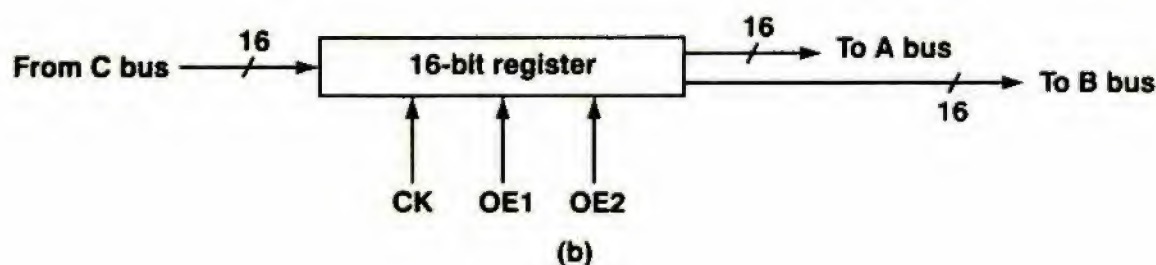 16
16
From C bus
16-bit register
To A bus
To B bus
16
CK
OE1
OE2
(b)